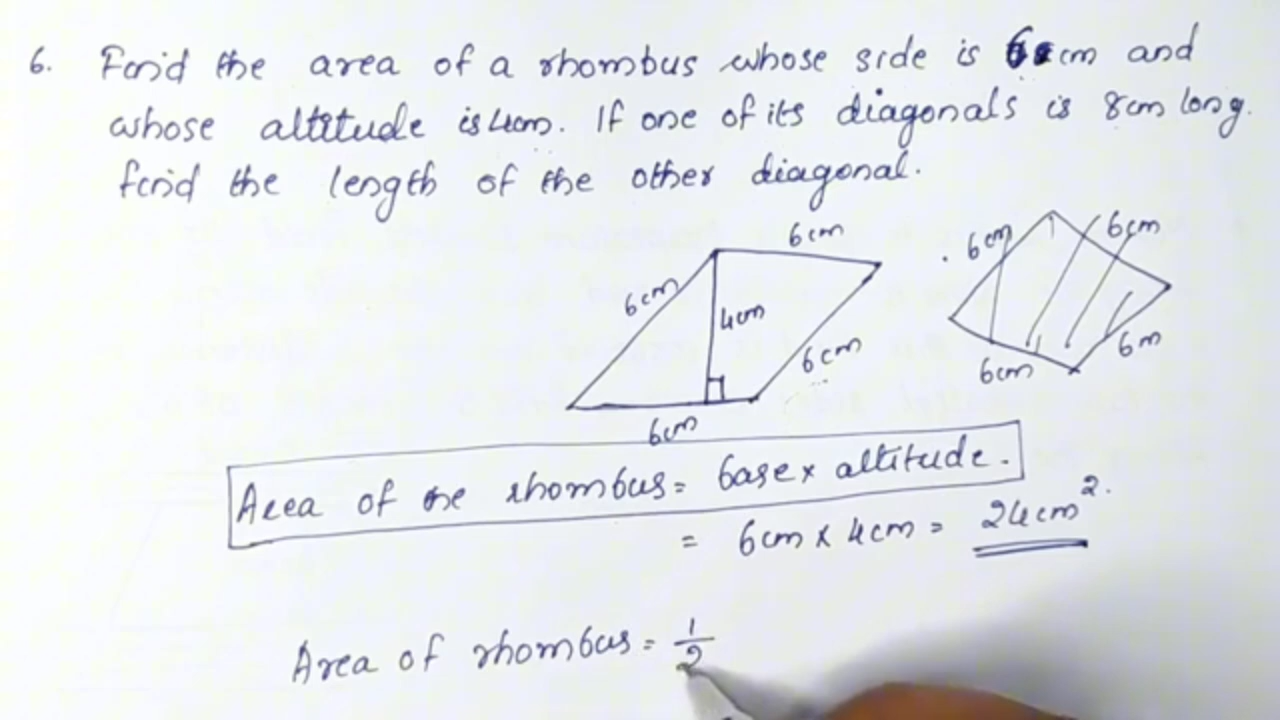 6. Find the area of a rhombus whose side is 6 cm and
whose altitude is 4cm. If one of its diagonals is 8cm long.
find the length of the other diagonal.
6cm
6cm
4cm
6cm
6cm
6cm
6cm
6cm
6m
Area of the rhombus = base x altitude.
= 6cm x 4cm = 24cm².
Area of rhombus = 1/2